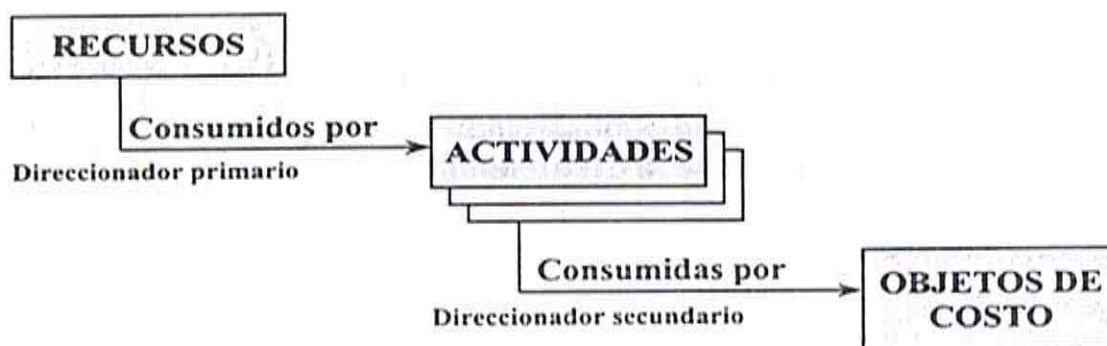 RECURSOS
Consumidos por
Direccionador primario
ACTIVIDADES
Consumidas por
Direccionador secundario
OBJETOS DE
COSTO